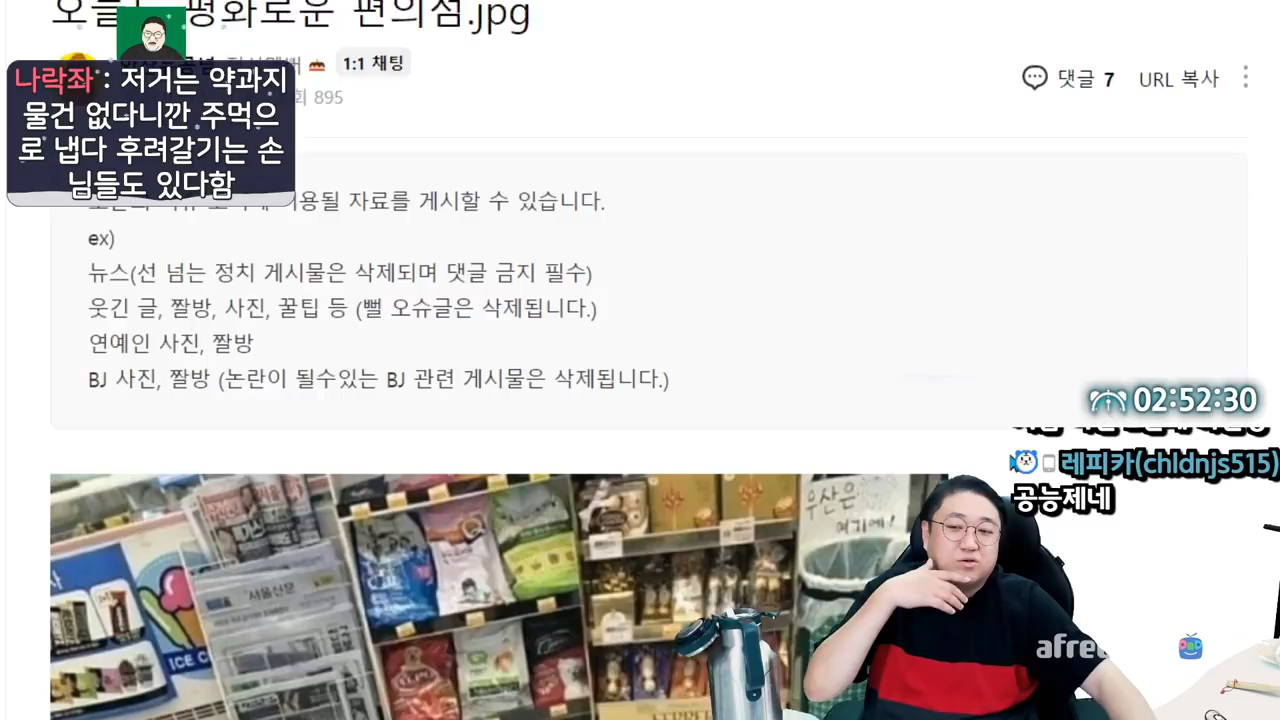 평화로운 편의점.jpg
1:1 채팅
895
댓글 7
URL 복사
나락좌 : 저거는 약과지
물건 없다니깐 주먹으
로 냅다 후려갈기는 손
님들도 있다함
자료를 게시할 수 있습니다.
ex)
뉴스(선 넘는 정치 게시물은 삭제되며 댓글 금지 필수)
웃긴 글, 짤방, 사진, 꿀팁 등 (뻘 오슈글은 삭제됩니다.)
연예인 사진, 짤방
BJ 사진, 짤방 (논란이 될수있는 BJ 관련 게시물은 삭제됩니다.)
02:52:30
레피카(chldnjs515)
공능제네
우산은
여기에!
서울신문
ICE
afre